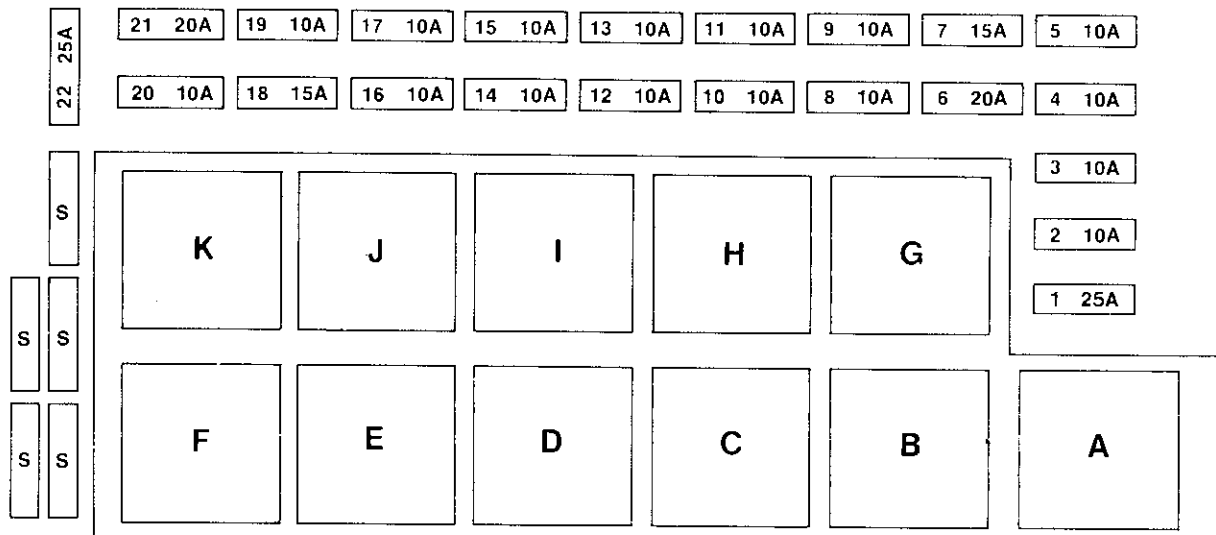 22 25A
21 20A
19 10A
17 10A
15 10A
13 10A
11 10A
9 10A
7 15A
5 10A
20 10A
18 15A
16 10A
14 10A
12 10A
10 10A
8 10A
6 20A
4 10A
3 10A
2 10A
1 25A
S
S
S
S
S
K
J
I
H
G
F
E
D
C
B
A